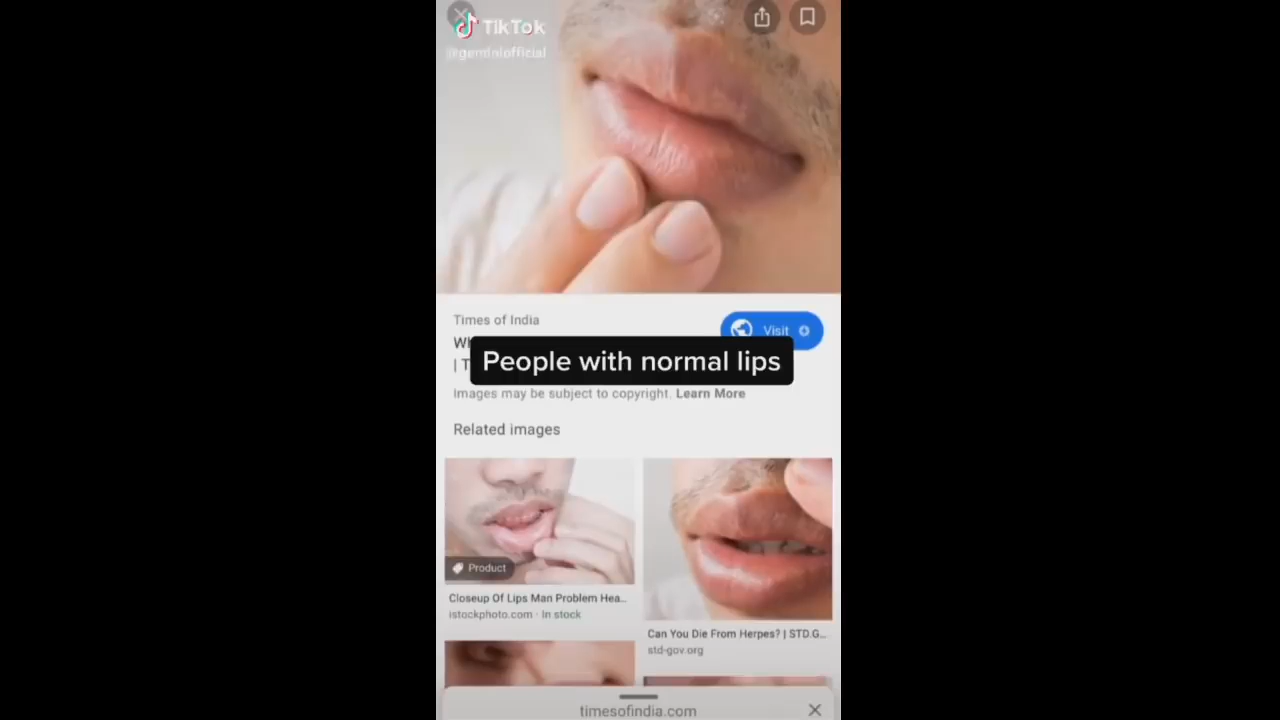 TikTok
Times of India
Visit
People with normal lips
Images may be subject to copyright. Learn More
Related images
Product
Closeup Of Lips Man Problem Hea...
istockphoto.com · In stock
Can You Die From Herpes? | STD.G...
std-gov.org
timesofindia.com